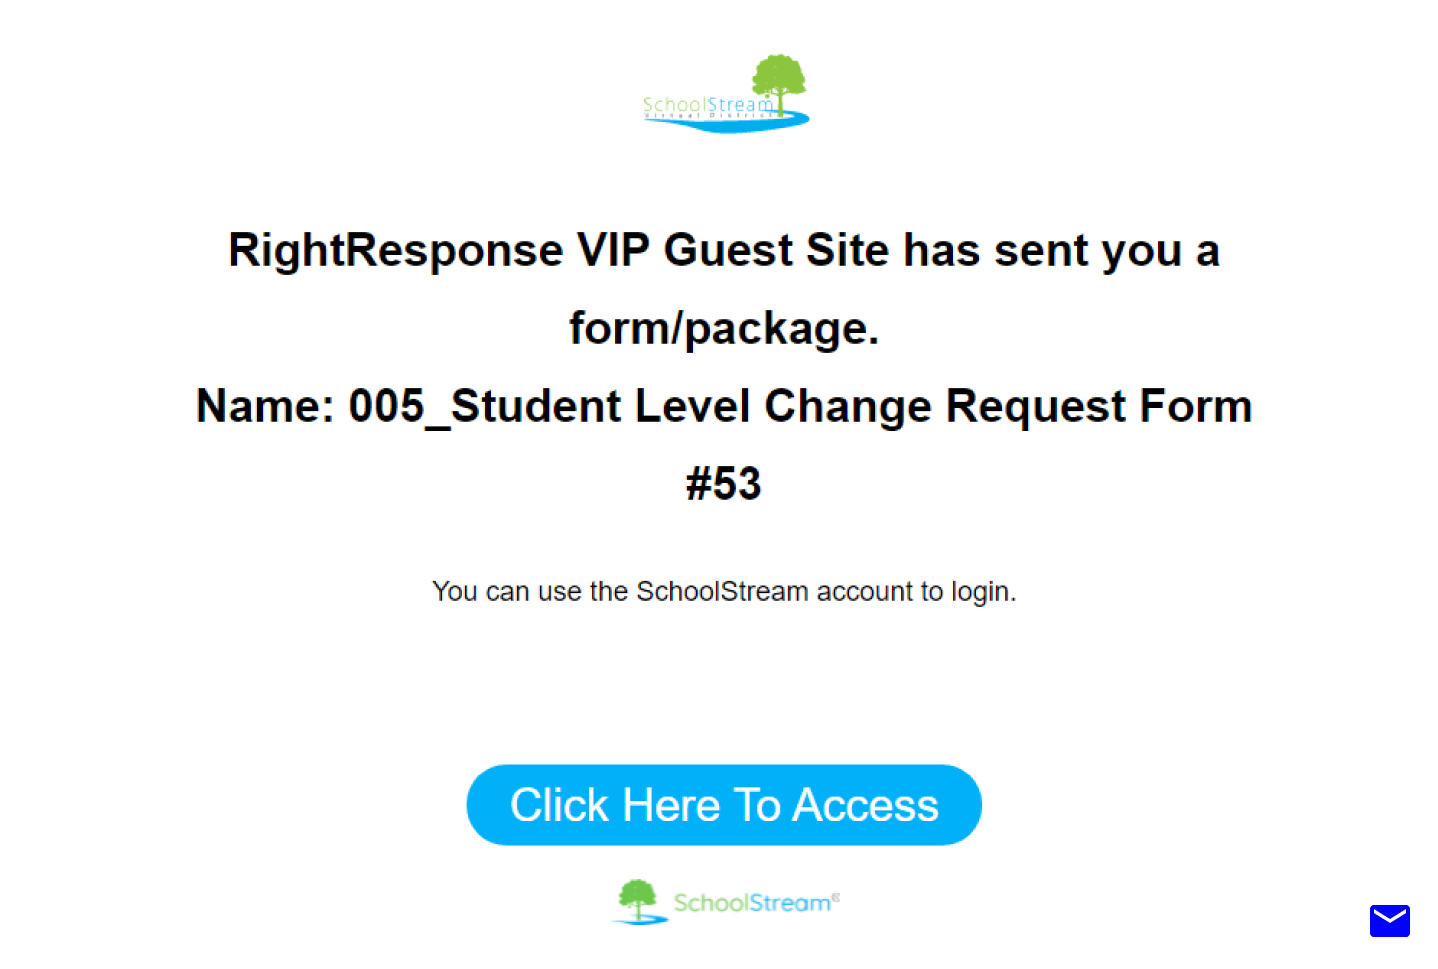 SchoolStream
Virtual District
RightResponse VIP Guest Site has sent you a
form/package.
Name: 005_Student Level Change Request Form
#53
You can use the SchoolStream account to login.
Click Here To Access
SchoolStream